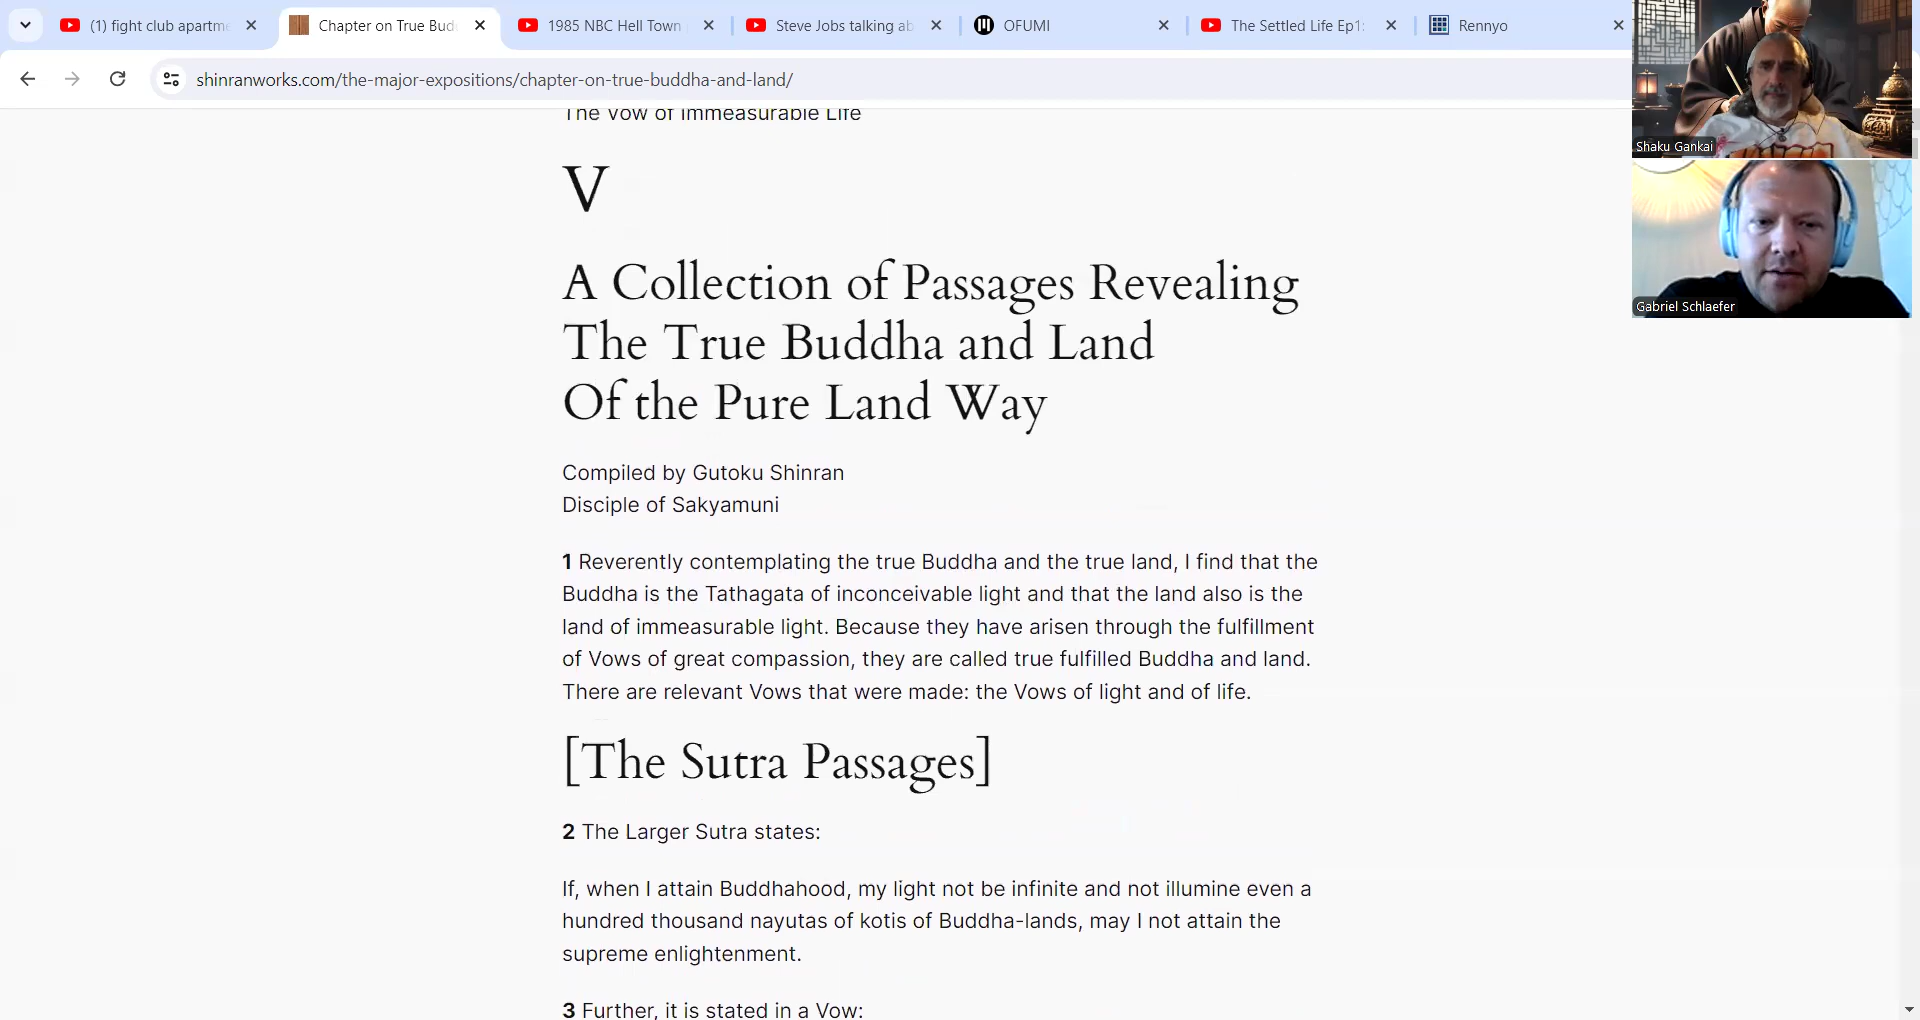 (1) fight club apartme
Chapter on True Bud
1985 NBC Hell Town
Steve Jobs talking ab
OFUMI
The Settled Life Ep1:
Rennyo
shinranworks.com/the-major-expositions/chapter-on-true-buddha-and-land/
Shaku Gankai
Gabriel Schlaefer
The Vow of Immeasurable Life
V
A Collection of Passages Revealing
The True Buddha and Land
Of the Pure Land Way
Compiled by Gutoku Shinran
Disciple of Sakyamuni
1 Reverently contemplating the true Buddha and the true land, I find that the
Buddha is the Tathagata of inconceivable light and that the land also is the
land of immeasurable light. Because they have arisen through the fulfillment
of Vows of great compassion, they are called true fulfilled Buddha and land.
There are relevant Vows that were made: the Vows of light and of life.
[The Sutra Passages]
2 The Larger Sutra states:
If, when I attain Buddhahood, my light not be infinite and not illumine even a
hundred thousand nayutas of kotis of Buddha-lands, may I not attain the
supreme enlightenment.
3 Further, it is stated in a Vow: